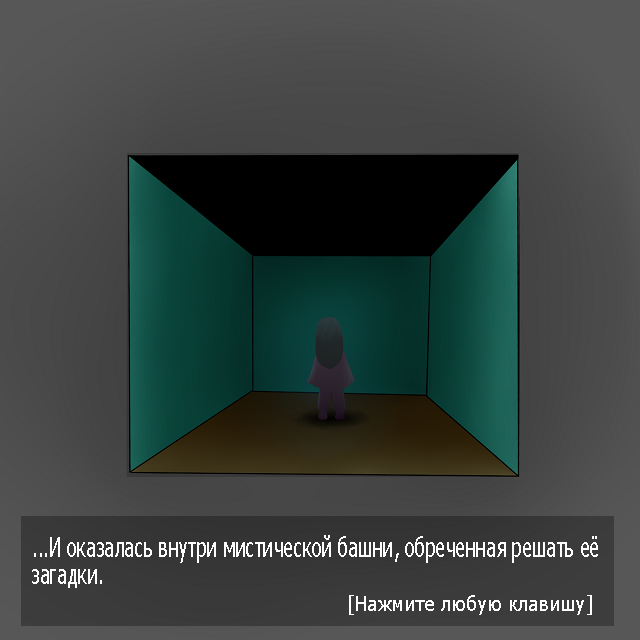 ...И оказалась внутри мистической башни, обреченная решать её
загадки.
[Нажмите любую клавишу]